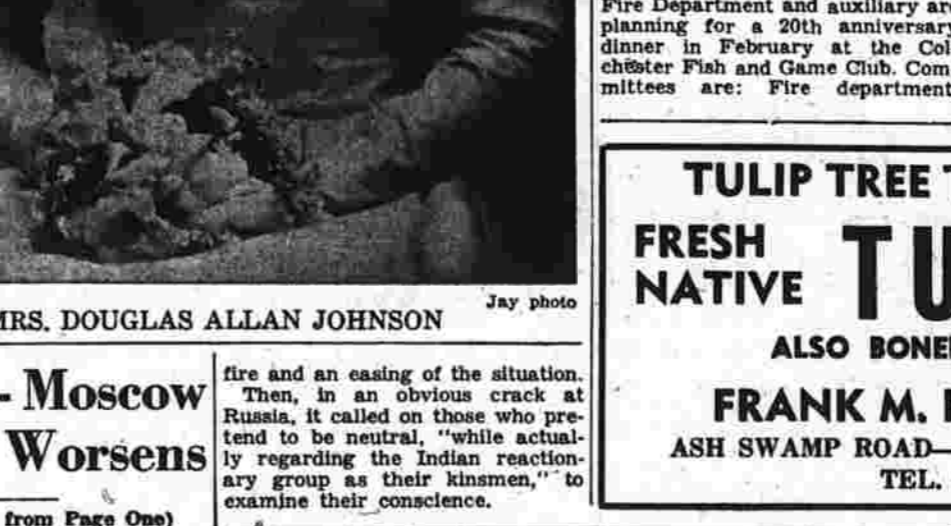 Fire Department and auxiliary are
planning for a 20th anniversary
dinner in February at the Col-
chester Fish and Game Club. Com-
mittees are: Fire department
TULIP TREE T
FRESH
NATIVE
TU
ALSO BONE
FRANK M.
ASH SWAMP ROAD—
TEL.
Jay photo
MRS. DOUGLAS ALLAN JOHNSON
- Moscow
Worsens
from Page One)
fire and an easing of the situation.
Then, in an obvious crack at
Russia, it called on those who pre-
tend to be neutral, "while actual-
ly regarding the Indian reaction-
ary group as their kinsmen," to
examine their conscience.